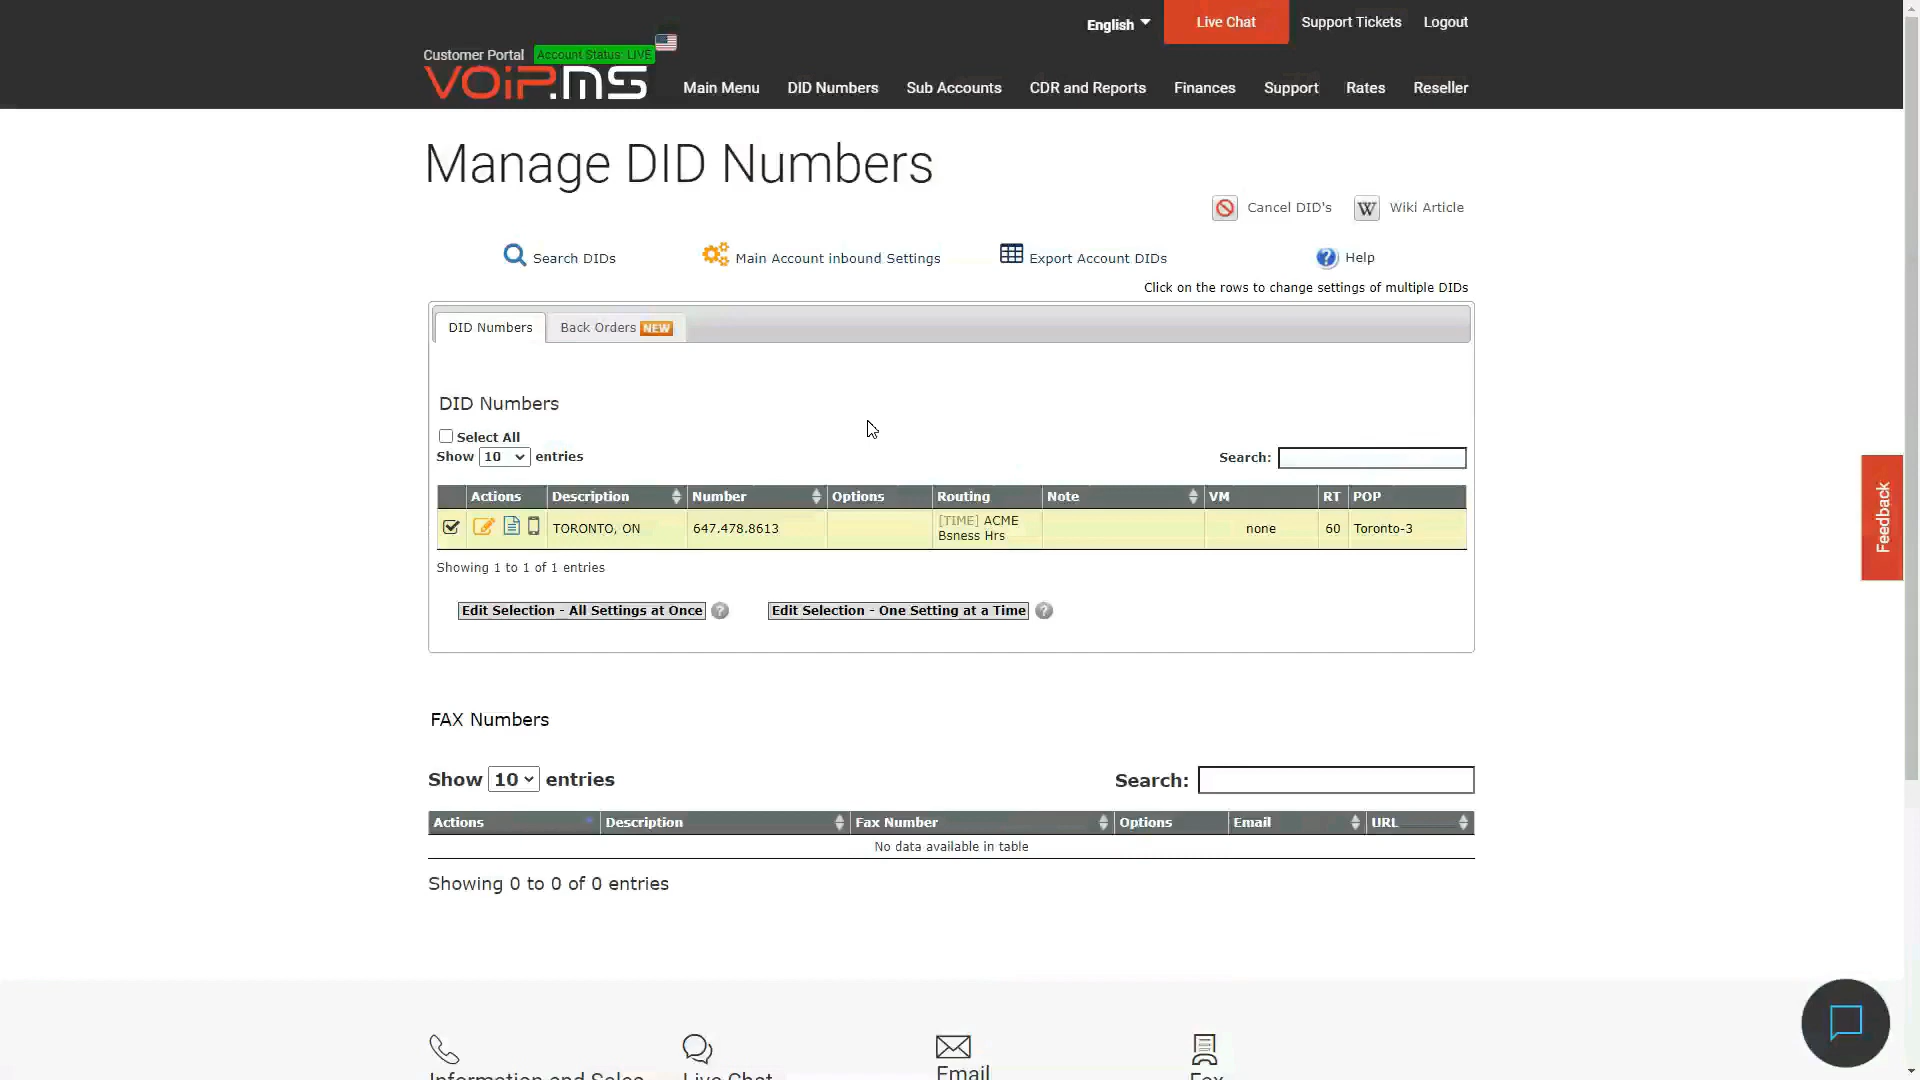 English
Live Chat
Support Tickets
Logout
Customer Portal
Account Status: LIVE
VOIP.MS
Main Menu
DID Numbers
Sub Accounts
CDR and Reports
Finances
Support
Rates
Reseller
Manage DID Numbers
Cancel DID's
W
Wiki Article
Search DIDs
Main Account inbound Settings
Export Account DIDs
? Help
Click on the rows to change settings of multiple DIDs
DID Numbers
Back Orders NEW
DID Numbers
Select All
Show 10 entries
Search:
Actions Description Number Options Routing Note VM RT POP
TORONTO, ON 647.478.8613 [TIME] ACME Bsness Hrs none 60 Toronto-3
Showing 1 to 1 of 1 entries
Edit Selection - All Settings at Once ?
Edit Selection - One Setting at a Time ?
Feedback
FAX Numbers
Show 10 entries
Search:
Actions Description Fax Number Options Email URL
No data available in table
Showing 0 to 0 of 0 entries
Information and Sales
Live Chat
Email
Fax